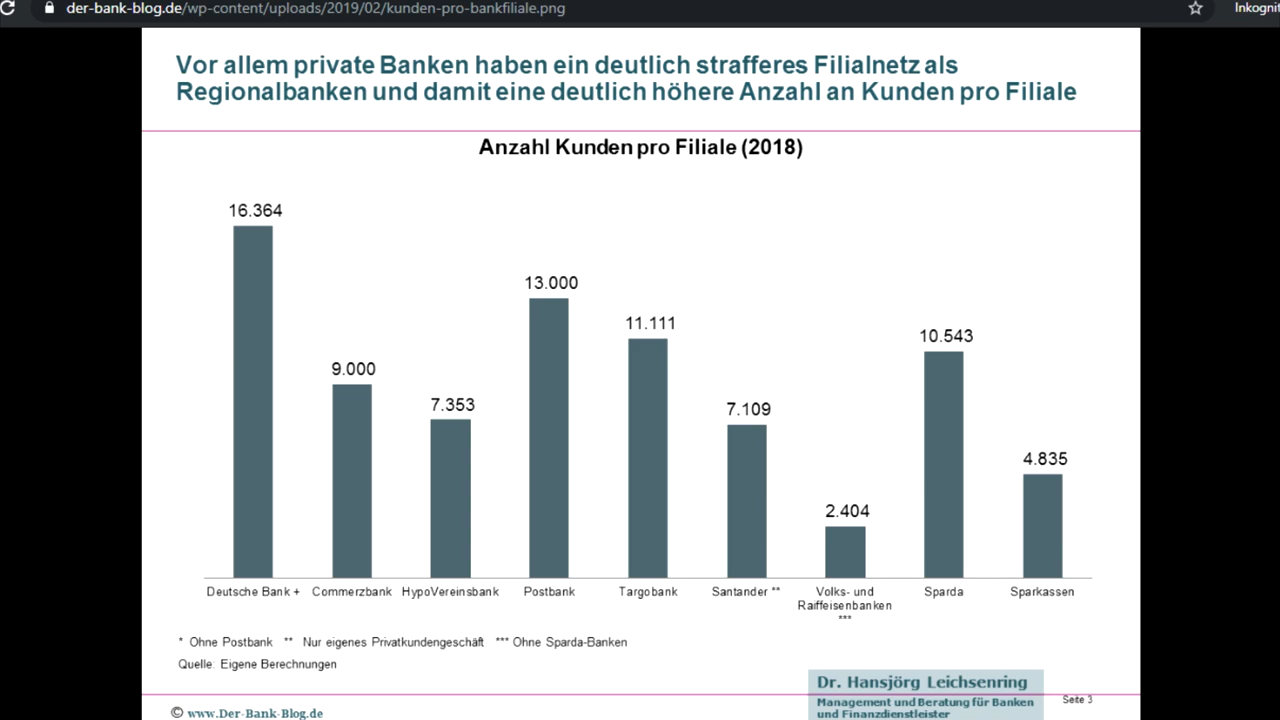 der-bank-blog.de/wp-content/uploads/2019/02/kunden-pro-bankfiliale.png
Inkognit
Vor allem private Banken haben ein deutlich strafferes Filialnetz als
Regionalbanken und damit eine deutlich höhere Anzahl an Kunden pro Filiale
Anzahl Kunden pro Filiale (2018)
16.364
9.000
7.353
13.000
11.111
7.109
2.404
10.543
4.835
Deutsche Bank +
Commerzbank
HypoVereinsbank
Postbank
Targobank
Santander **
Volks- und
Raiffeisenbanken
***
Sparda
Sparkassen
* Ohne Postbank ** Nur eigenes Privatkundengeschäft *** Ohne Sparda-Banken
Quelle: Eigene Berechnungen
Dr. Hansjörg Leichsenring
Management und Beratung für Banken
und Finanzdienstleister
Seite 3
© www.Der-Bank-Blog.de